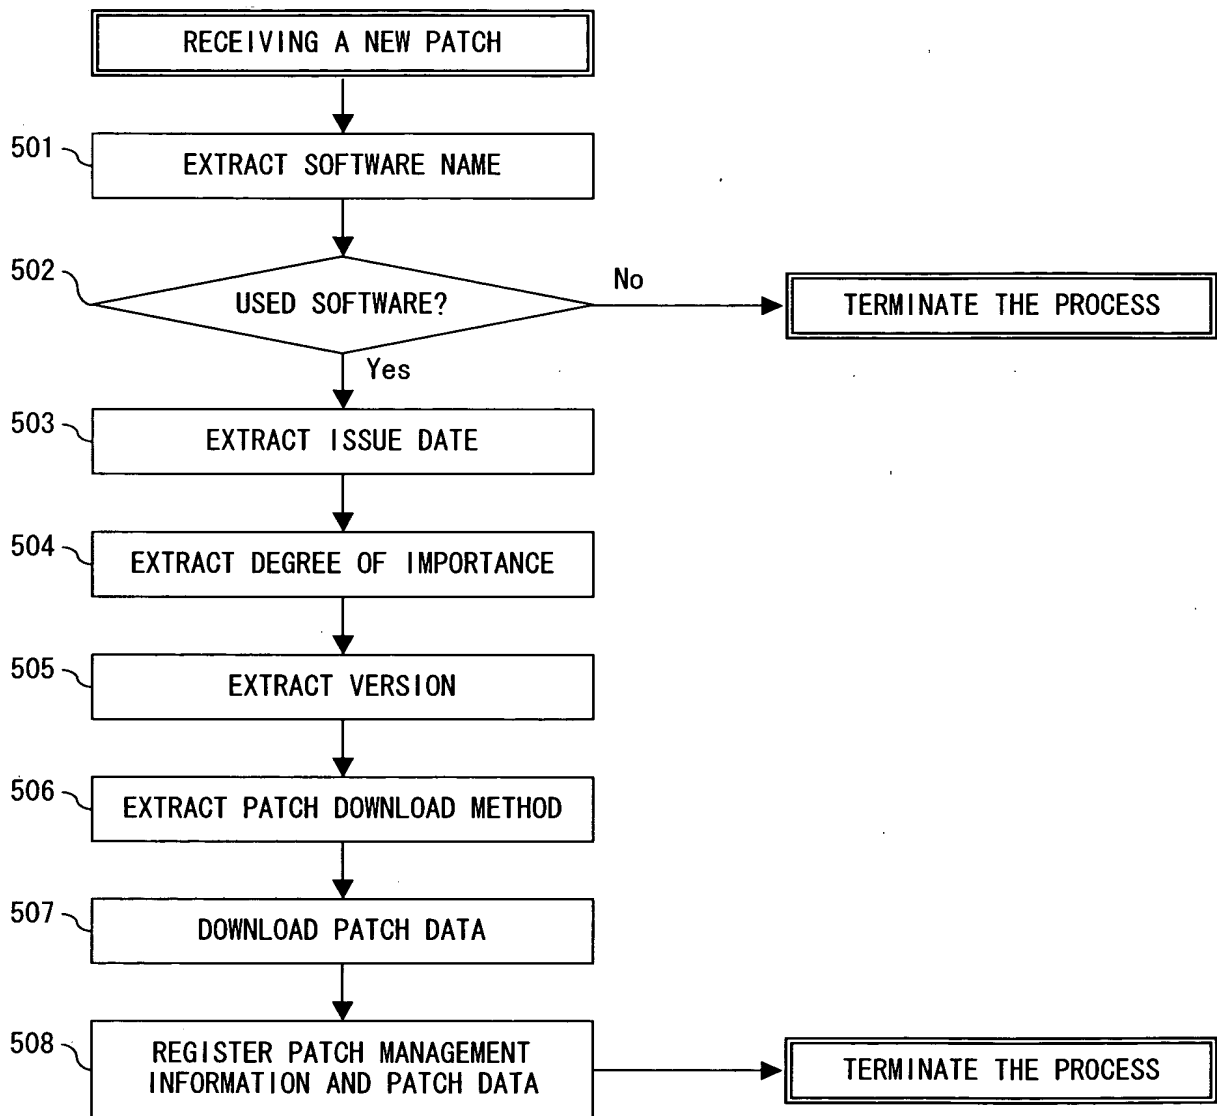 RECEIVING A NEW PATCH
501
EXTRACT SOFTWARE NAME
502
USED SOFTWARE?
No
TERMINATE THE PROCESS
Yes
503
EXTRACT ISSUE DATE
504
EXTRACT DEGREE OF IMPORTANCE
505
EXTRACT VERSION
506
EXTRACT PATCH DOWNLOAD METHOD
507
DOWNLOAD PATCH DATA
508
REGISTER PATCH MANAGEMENT
INFORMATION AND PATCH DATA
TERMINATE THE PROCESS